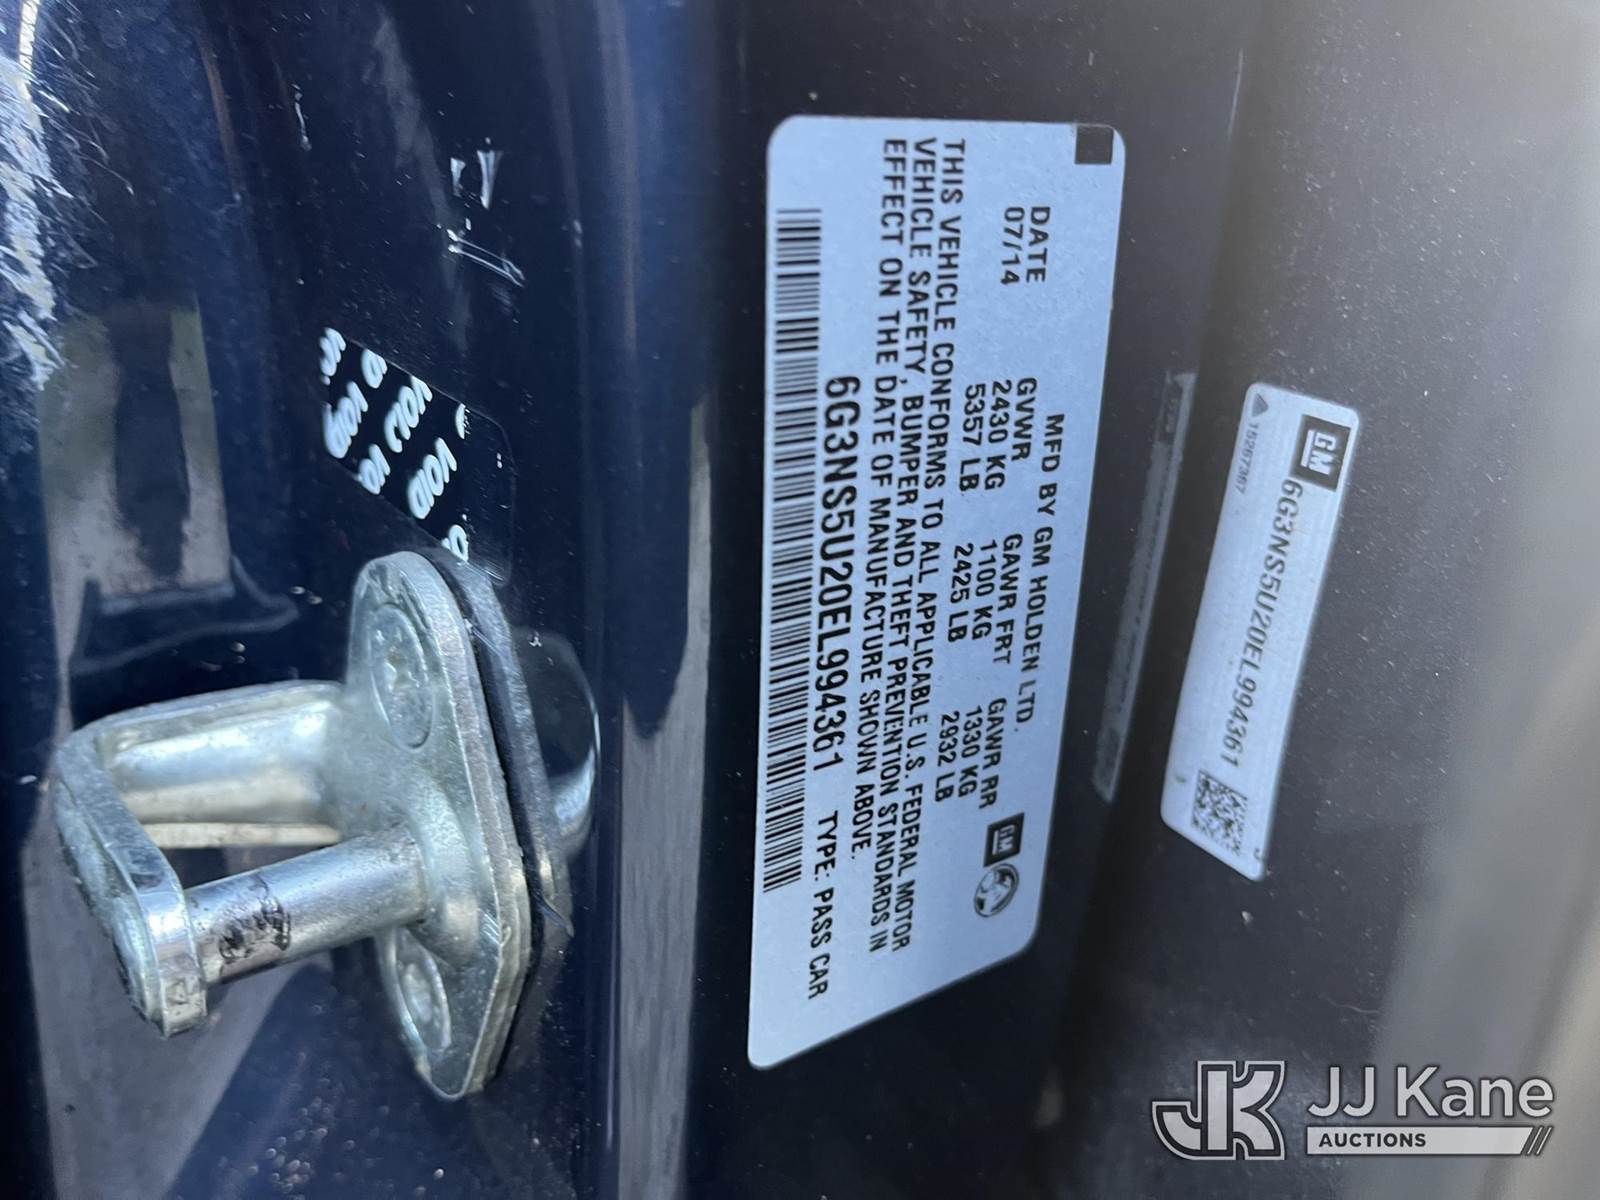 MFD BY GM HOLDEN LTD.
DATE GVWR GAWR FRT GAWR RR
07/14 2430 KG 1100 KG 1330 KG
5357 LB 2425 LB 2932 LB
GM
THIS VEHICLE CONFORMS TO ALL APPLICABLE U.S. FEDERAL MOTOR
VEHICLE SAFETY, BUMPER AND THEFT PREVENTION STANDARDS IN
EFFECT ON THE DATE OF MANUFACTURE SHOWN ABOVE.
6G3NS5U20EL994361 TYPE: PASS CAR
GM
6G3NS5U20EL994361
15267367
VOID
JK JJ Kane
AUCTIONS